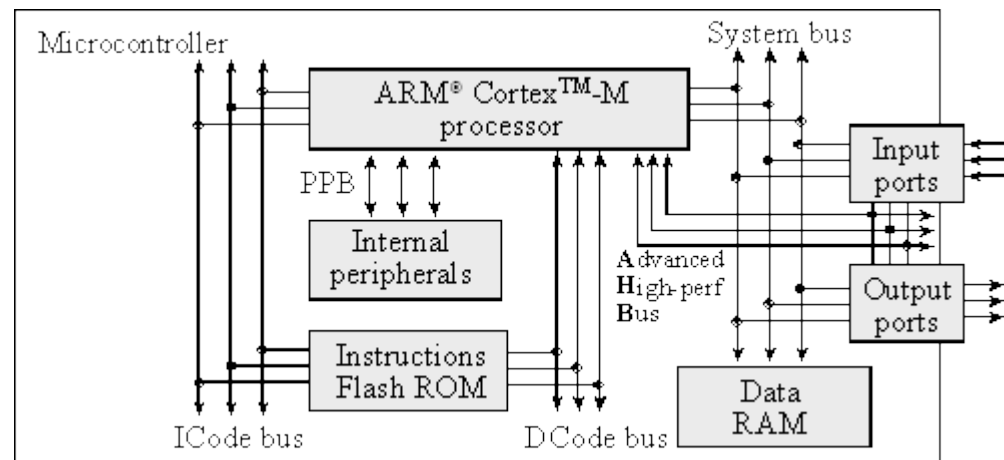 Microcontroller
System bus
ARM® Cortex™-M
processor
Input
ports
PPB
Internal
peripherals
Advanced
High-perf
Bus
Output
ports
Instructions
Flash ROM
Data
RAM
ICode bus
DCode bus